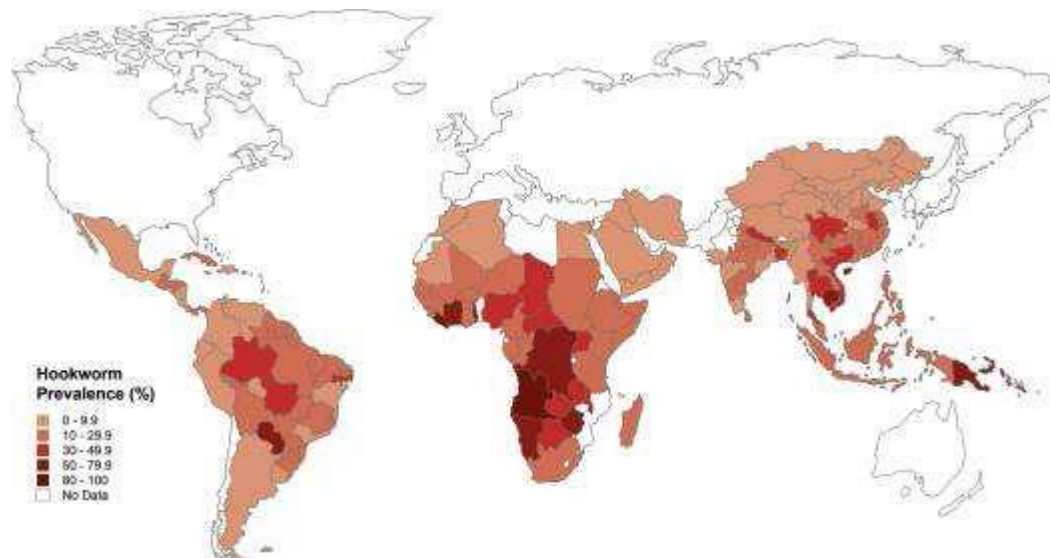 Hookworm
Prevalence (%)
0 - 9.9
10 - 29.9
30 - 49.9
50 - 79.9
80 - 100
No Data